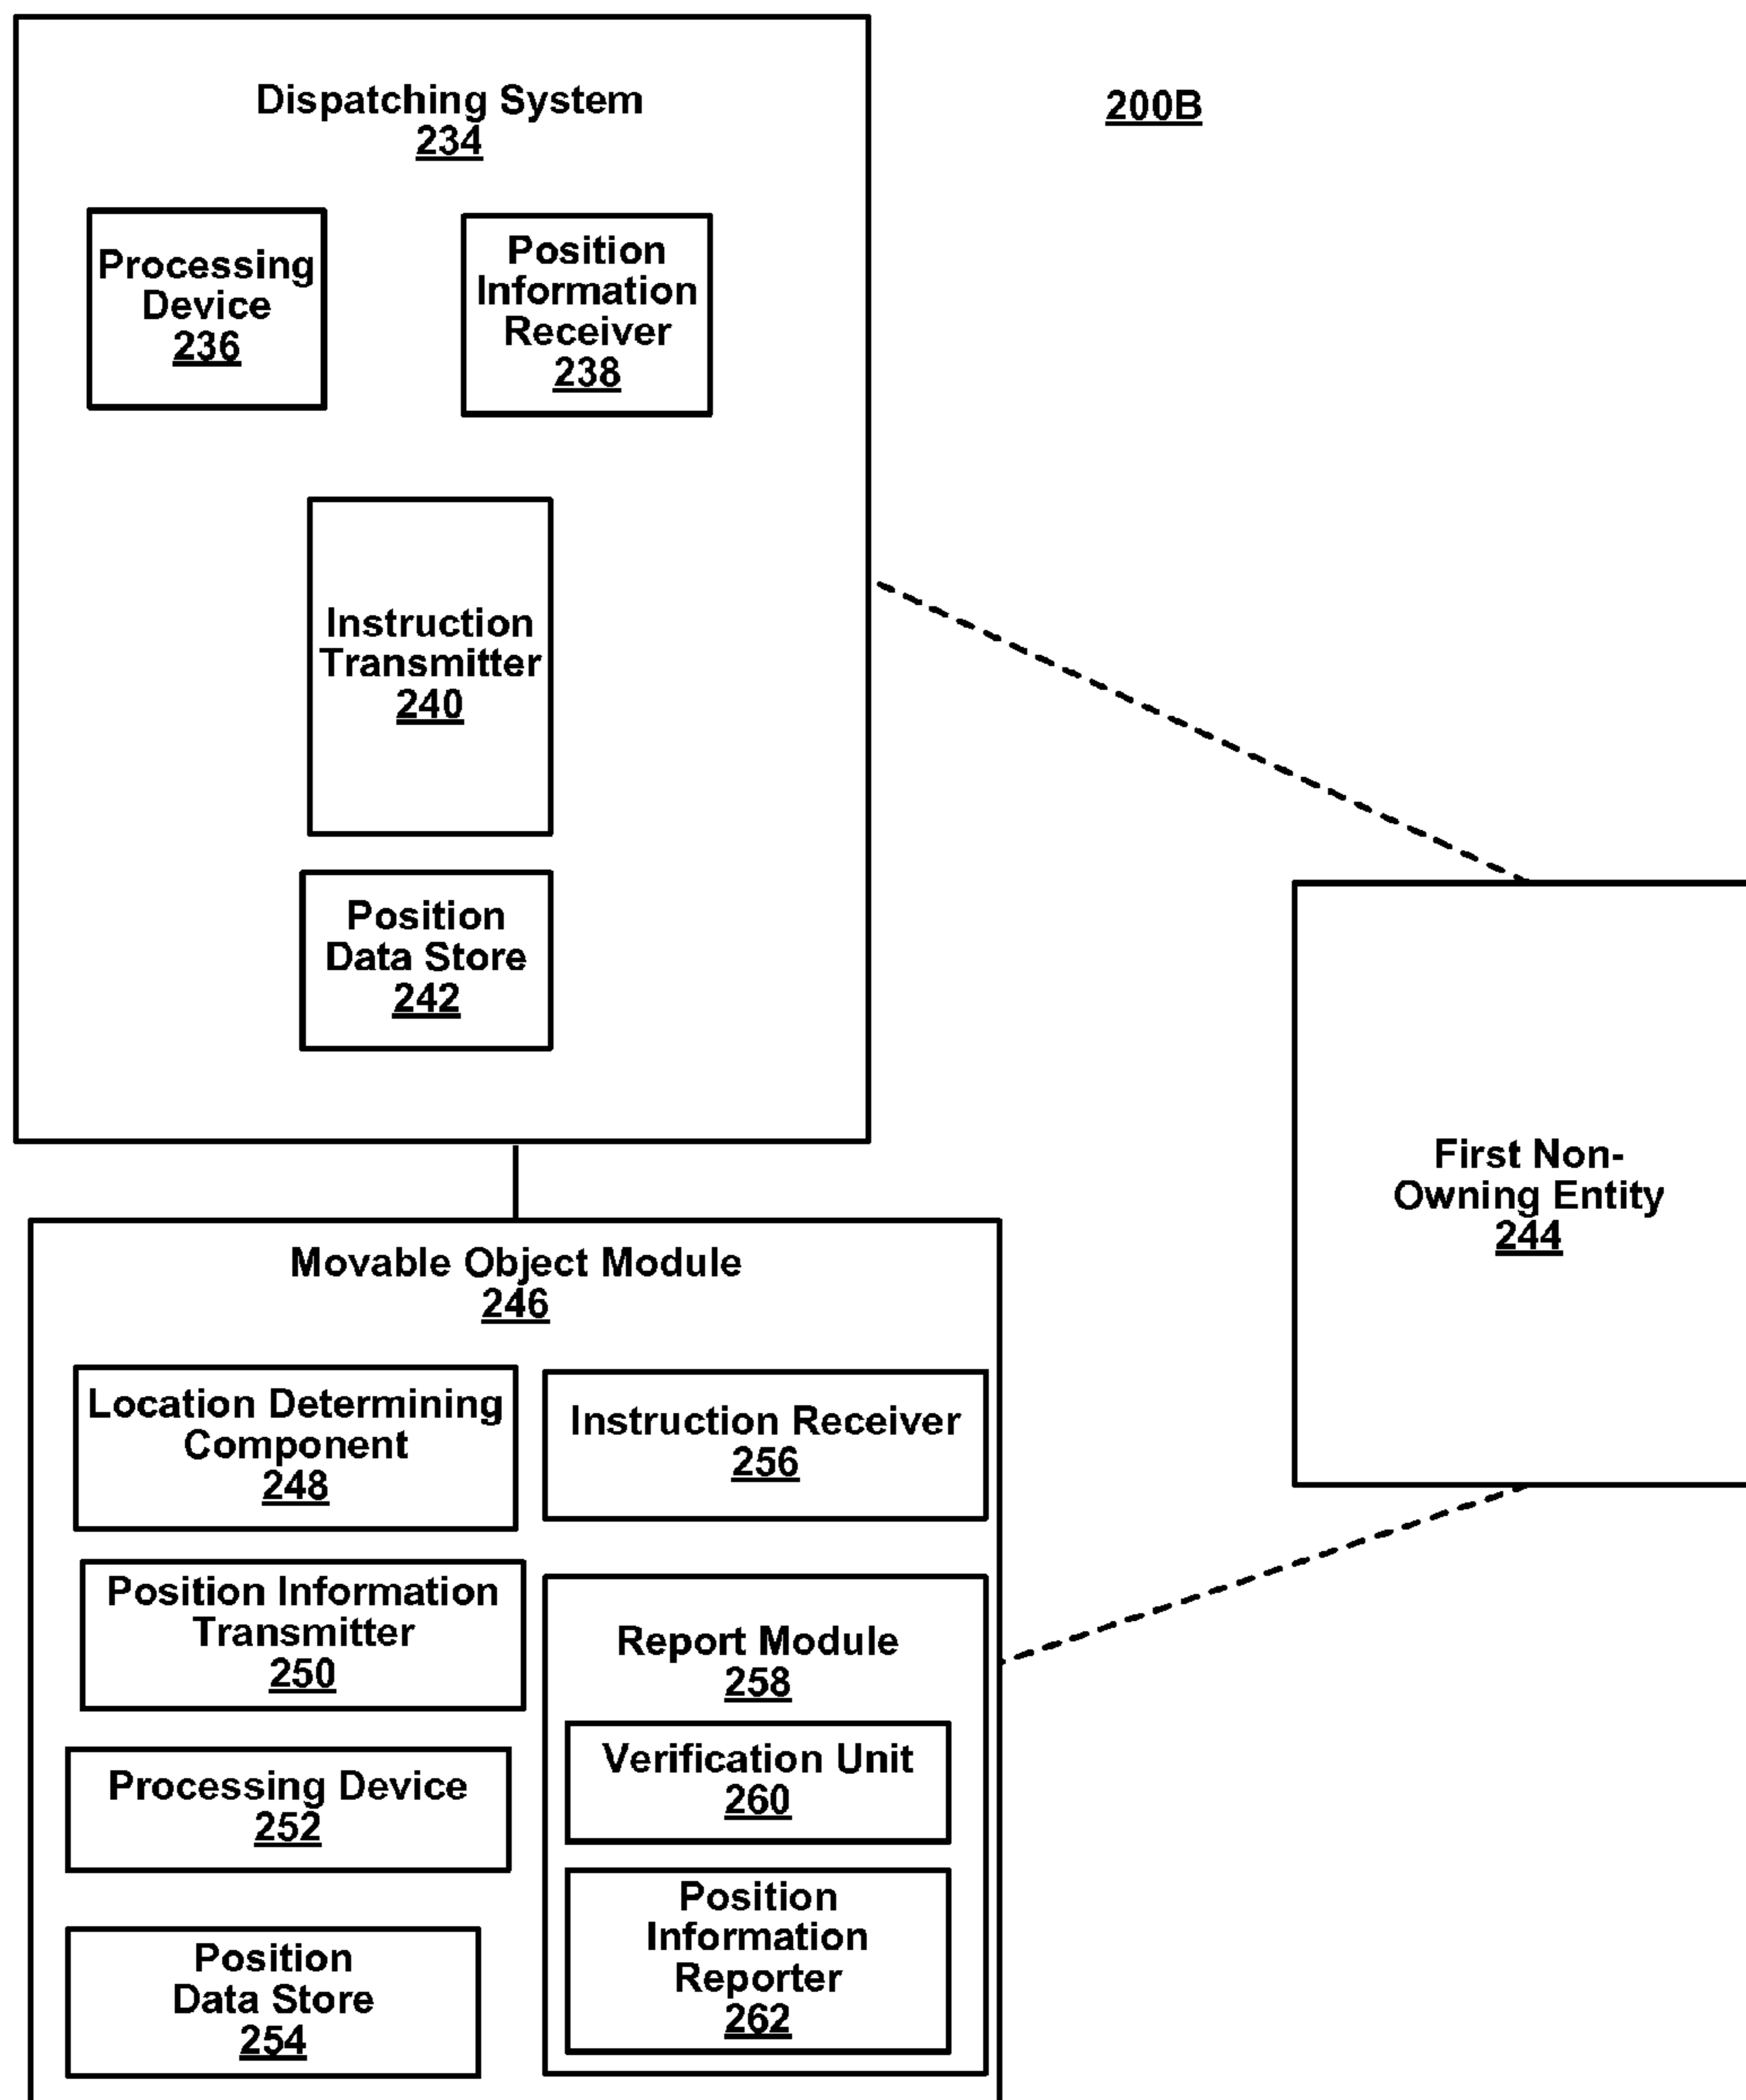 Dispatching System
234
200B
Processing
Device
236
Position
Information
Receiver
238
Instruction
Transmitter
240
Position
Data Store
242
First Non-
Owning Entity
244
Movable Object Module
246
Location Determining
Component
248
Instruction Receiver
256
Position Information
Transmitter
250
Report Module
258
Processing Device
252
Verification Unit
260
Position
Data Store
254
Position
Information
Reporter
262